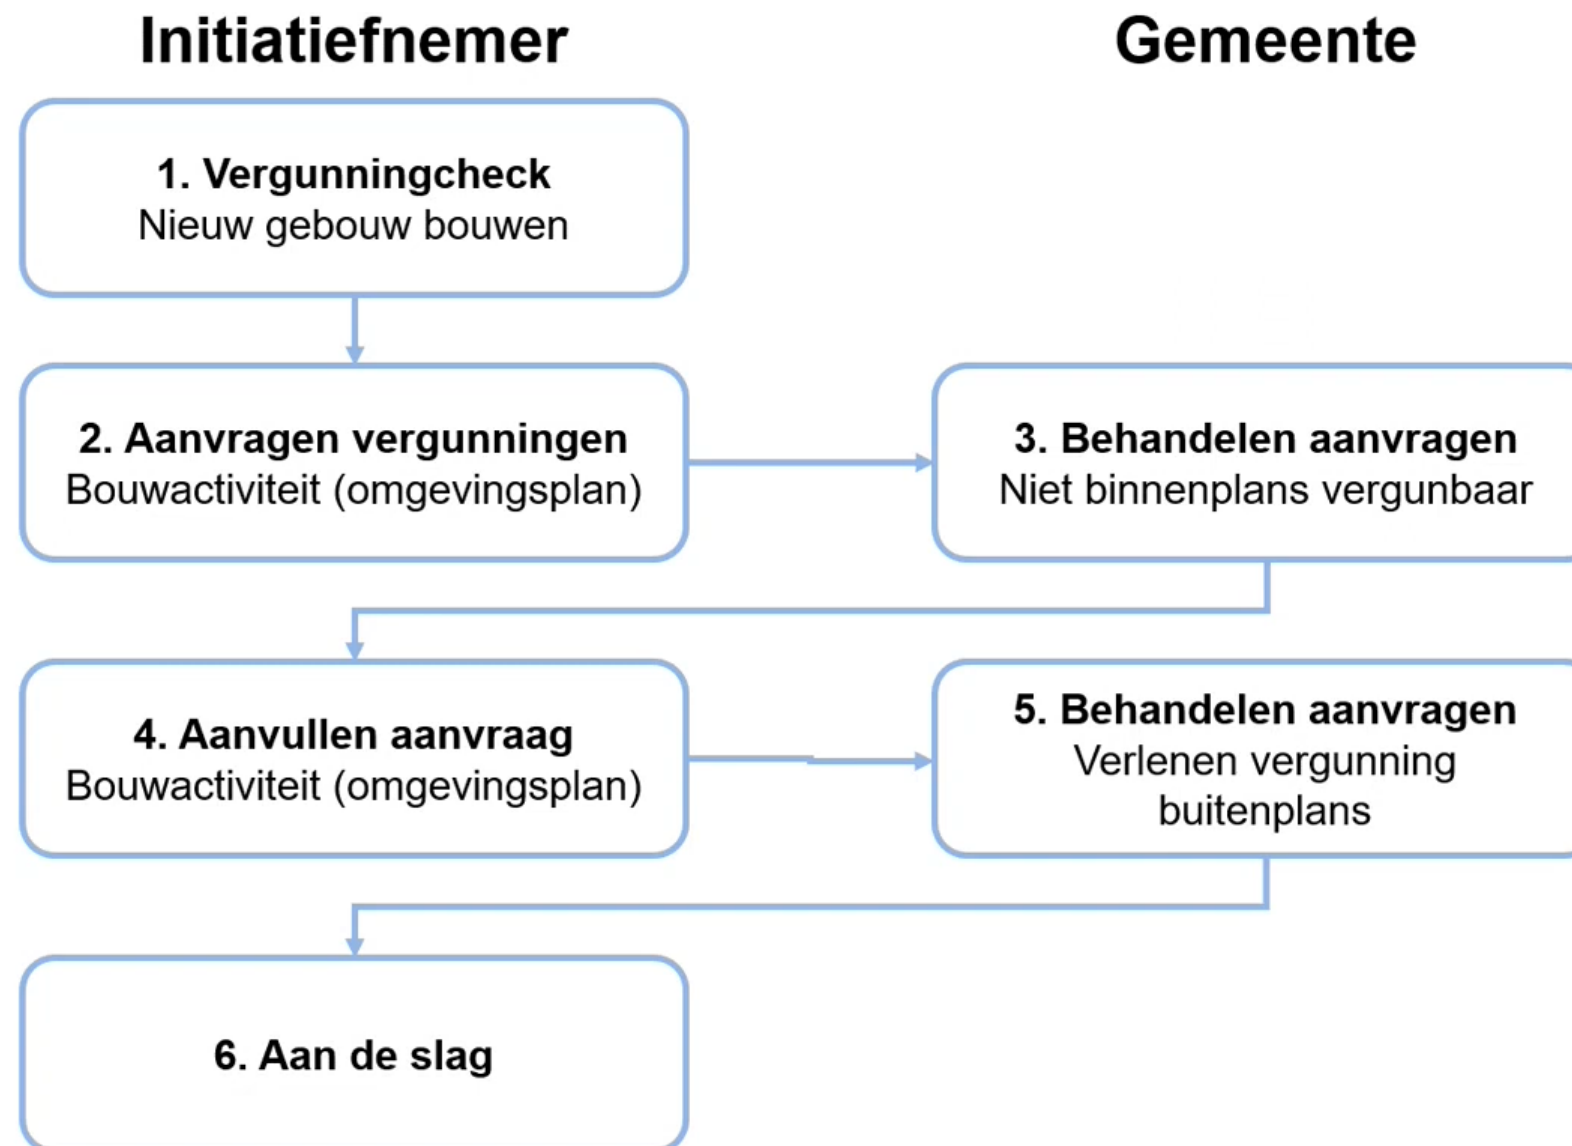 Initiatiefnemer
Gemeente
1. Vergunningcheck
Nieuw gebouw bouwen
2. Aanvragen vergunningen
Bouwactiviteit (omgevingsplan)
3. Behandelen aanvragen
Niet binnenplans vergunbaar
4. Aanvullen aanvraag
Bouwactiviteit (omgevingsplan)
5. Behandelen aanvragen
Verlenen vergunning
buitenplans
6. Aan de slag